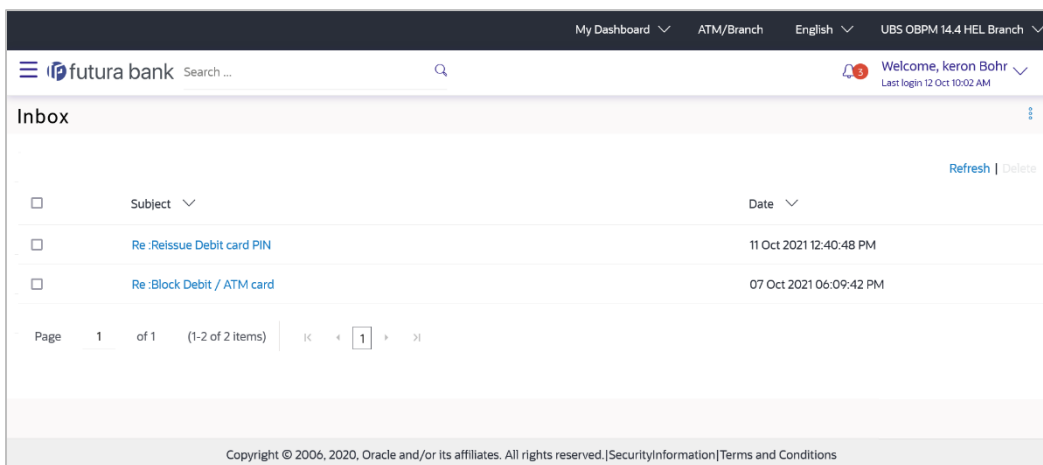 My Dashboard ATM/Branch English UBS OBPM 14.4 HEL Branch
futura bank Search ... 3 Welcome, keron Bohr
Last login 12 Oct 10:02 AM
Inbox
Refresh | Delete
Subject Date
Re :Reissue Debit card PIN 11 Oct 2021 12:40:48 PM
Re :Block Debit / ATM card 07 Oct 2021 06:09:42 PM
Page 1 of 1 (1-2 of 2 items) 1
Copyright © 2006, 2020, Oracle and/or its affiliates. All rights reserved.|SecurityInformation|Terms and Conditions